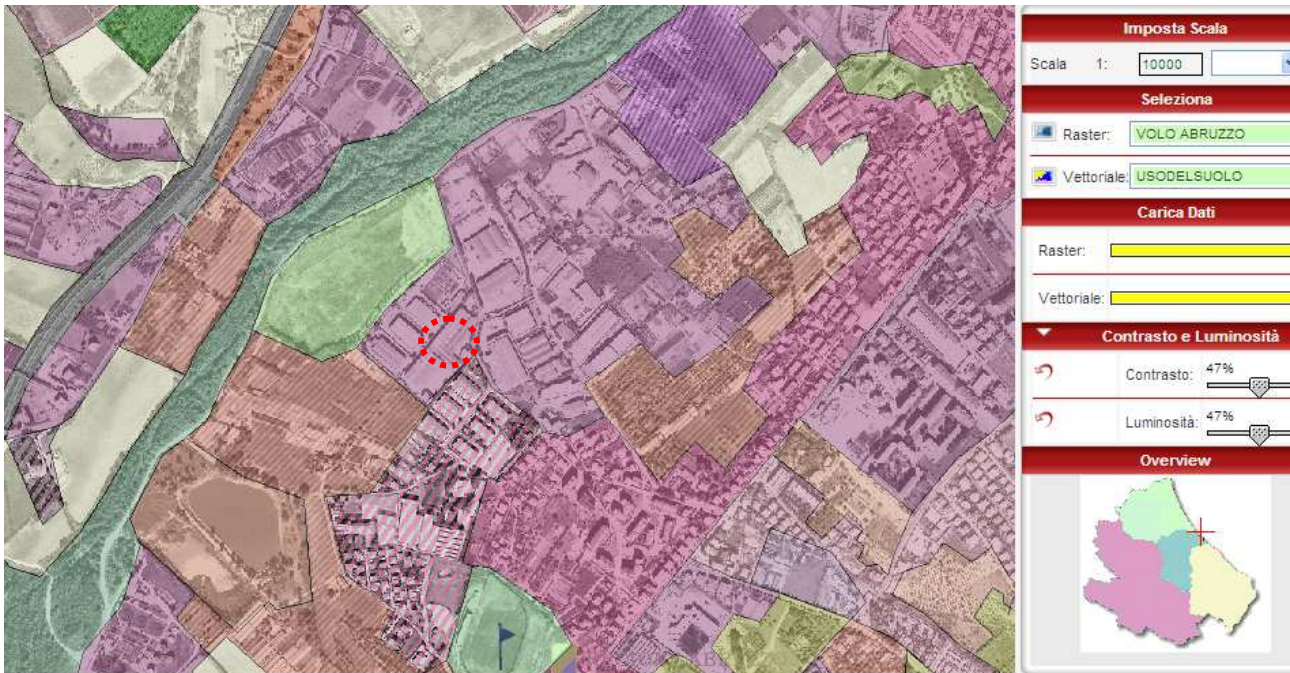 Imposta Scala
Scala 1: 10000
Seleziona
Raster: VOLO ABRUZZO
Vettoriale: USODELSUOLO
Carica Dati
Raster:
Vettoriale:
Contrasto e Luminosità
Contrasto: 47%
Luminosità: 47%
Overview